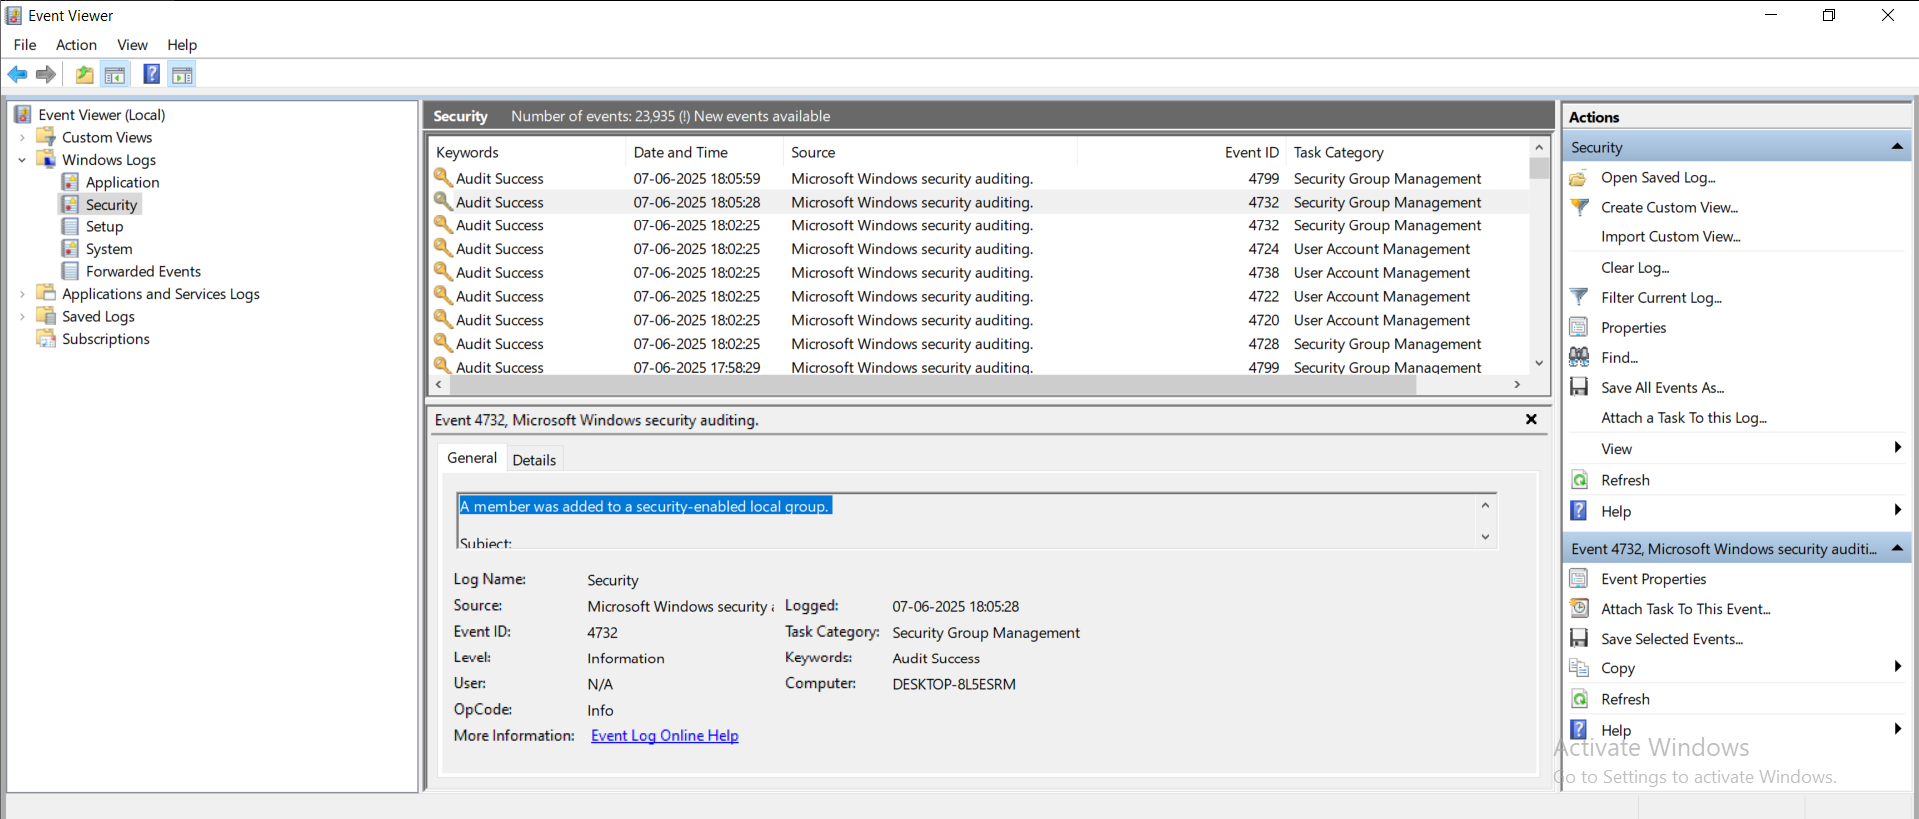 Event Viewer
File Action View Help
Event Viewer (Local)
Custom Views
Windows Logs
Application
Security
Setup
System
Forwarded Events
Applications and Services Logs
Saved Logs
Subscriptions
Security Number of events: 23,935 (!) New events available
Keywords Date and Time Source Event ID Task Category
Audit Success 07-06-2025 18:05:59 Microsoft Windows security auditing. 4799 Security Group Management
Audit Success 07-06-2025 18:05:28 Microsoft Windows security auditing. 4732 Security Group Management
Audit Success 07-06-2025 18:02:25 Microsoft Windows security auditing. 4732 Security Group Management
Audit Success 07-06-2025 18:02:25 Microsoft Windows security auditing. 4724 User Account Management
Audit Success 07-06-2025 18:02:25 Microsoft Windows security auditing. 4738 User Account Management
Audit Success 07-06-2025 18:02:25 Microsoft Windows security auditing. 4722 User Account Management
Audit Success 07-06-2025 18:02:25 Microsoft Windows security auditing. 4720 User Account Management
Audit Success 07-06-2025 18:02:25 Microsoft Windows security auditing. 4728 Security Group Management
Audit Success 07-06-2025 17:58:29 Microsoft Windows security auditing. 4799 Security Group Management
Event 4732, Microsoft Windows security auditing.
General Details
A member was added to a security-enabled local group.
Subject:
Log Name: Security
Source: Microsoft Windows security Logged: 07-06-2025 18:05:28
Event ID: 4732 Task Category: Security Group Management
Level: Information Keywords: Audit Success
User: N/A Computer: DESKTOP-8L5ESRM
OpCode: Info
More Information: Event Log Online Help
Actions
Security
Open Saved Log...
Create Custom View...
Import Custom View...
Clear Log...
Filter Current Log...
Properties
Find...
Save All Events As...
Attach a Task To this Log...
View
Refresh
Help
Event 4732, Microsoft Windows security auditi...
Event Properties
Attach Task To This Event...
Save Selected Events...
Copy
Refresh
Help
Activate Windows
Go to Settings to activate Windows.